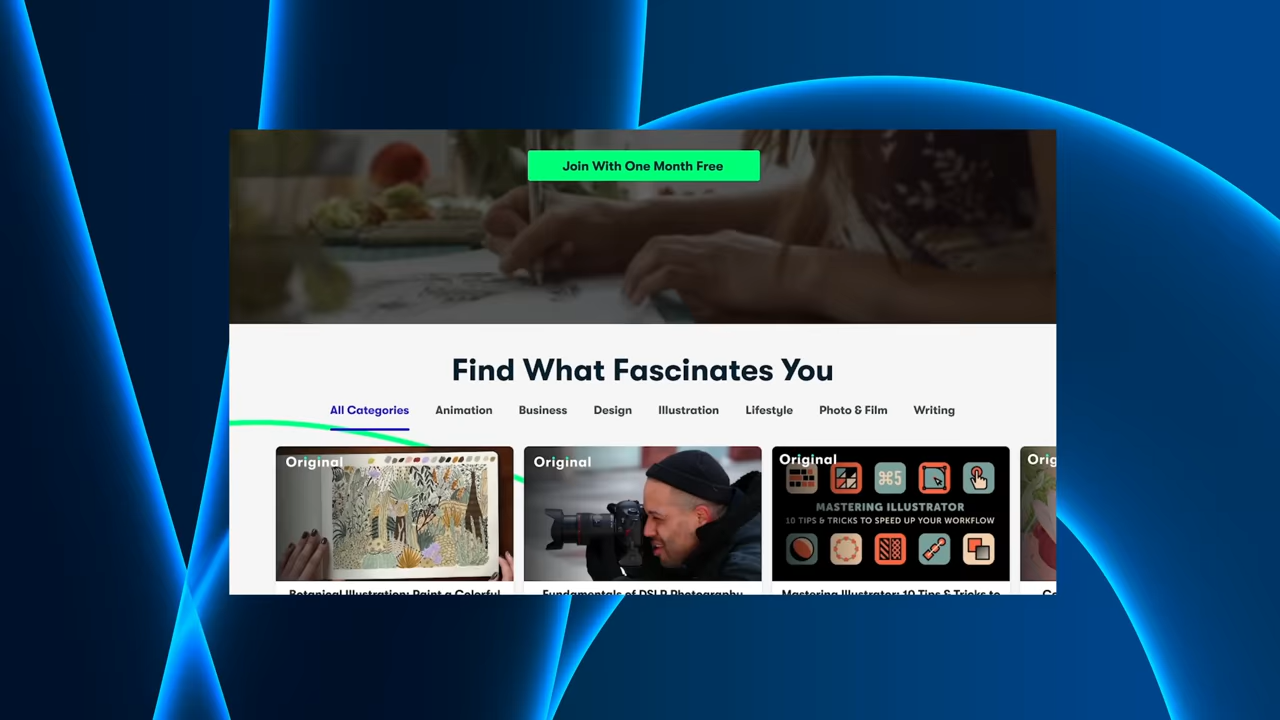 Join With One Month Free
Find What Fascinates You
All Categories Animation Business Design Illustration Lifestyle Photo & Film Writing
Original
Original
Original
Orig
⌘5
MASTERING ILLUSTRATOR
10 TIPS & TRICKS TO SPEED UP YOUR WORKFLOW
Botanical Illustration: Paint a Colorful
Fundamentals of DSLR Photography
Mastering Illustrator: 10 Tips & Tricks to